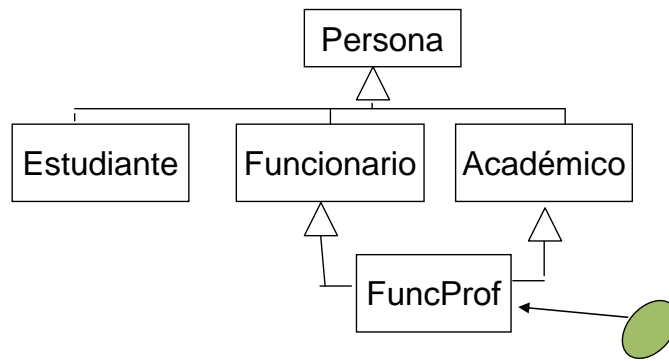 Persona
Estudiante
Funcionario
Académico
FuncProf